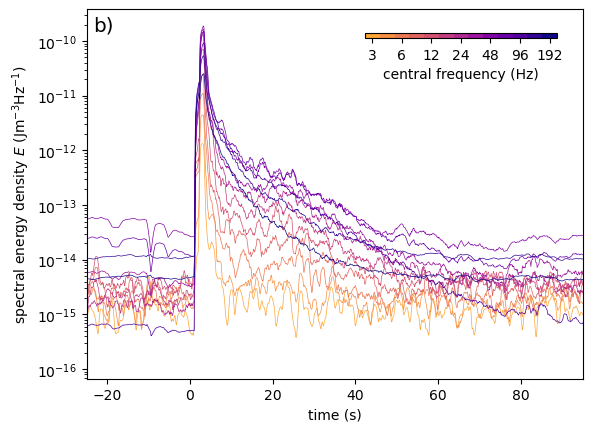 b)
3 6 12 24 48 96 192
central frequency (Hz)
spectral energy density E (Jm⁻³Hz⁻¹)
10⁻¹⁰
10⁻¹¹
10⁻¹²
10⁻¹³
10⁻¹⁴
10⁻¹⁵
10⁻¹⁶
−20 0 20 40 60 80
time (s)